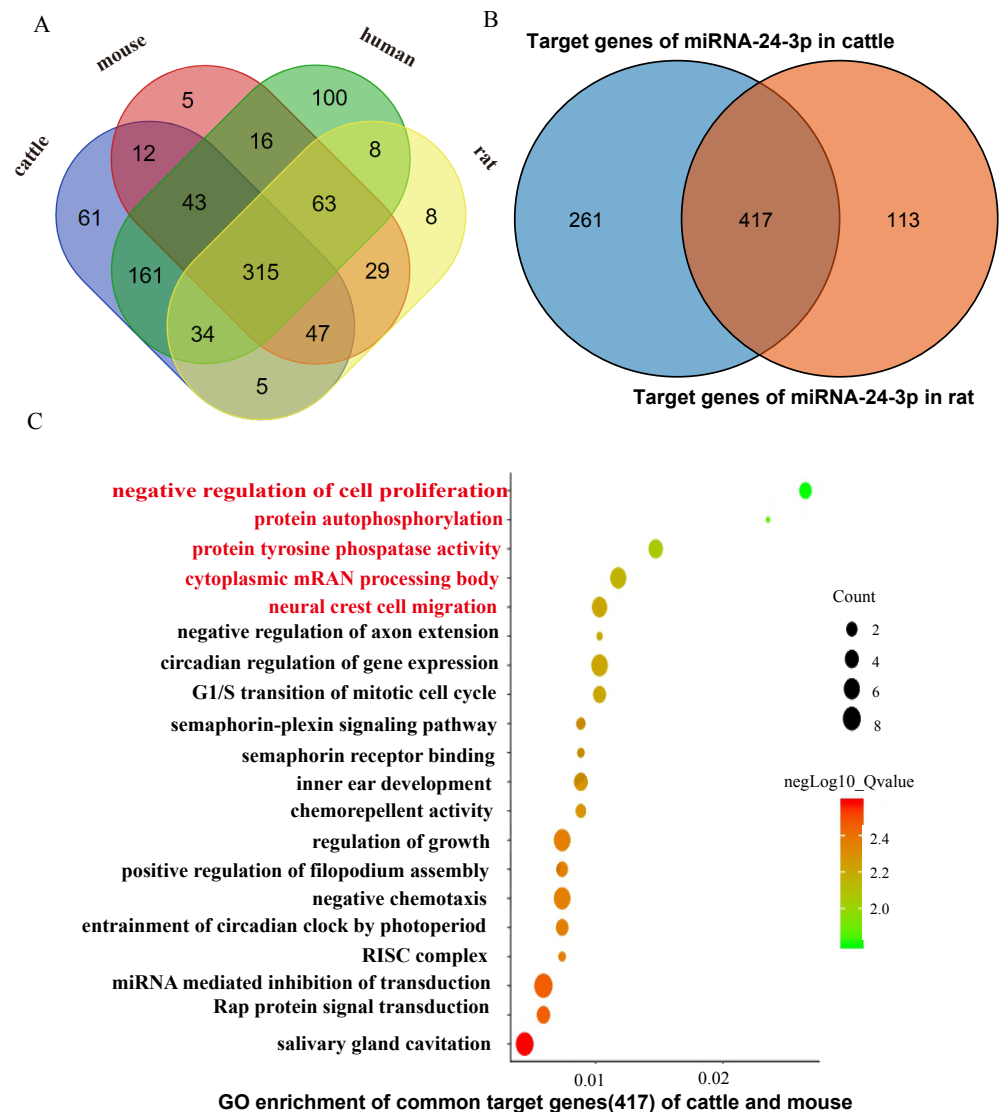 A
mouse
human
cattle
rat
5
100
12
16
8
61
43
63
8
161
315
29
34
47
5
B
Target genes of miRNA-24-3p in cattle
261
417
113
Target genes of miRNA-24-3p in rat
C
negative regulation of cell proliferation
protein autophosphorylation
protein tyrosine phospatase activity
cytoplasmic mRAN processing body
neural crest cell migration
negative regulation of axon extension
circadian regulation of gene expression
G1/S transition of mitotic cell cycle
semaphorin-plexin signaling pathway
semaphorin receptor binding
inner ear development
chemorepellent activity
regulation of growth
positive regulation of filopodium assembly
negative chemotaxis
entrainment of circadian clock by photoperiod
RISC complex
miRNA mediated inhibition of transduction
Rap protein signal transduction
salivary gland cavitation
Count
2
4
6
8
negLog10_Qvalue
2.4
2.2
2.0
0.01
0.02
GO enrichment of common target genes(417) of cattle and mouse